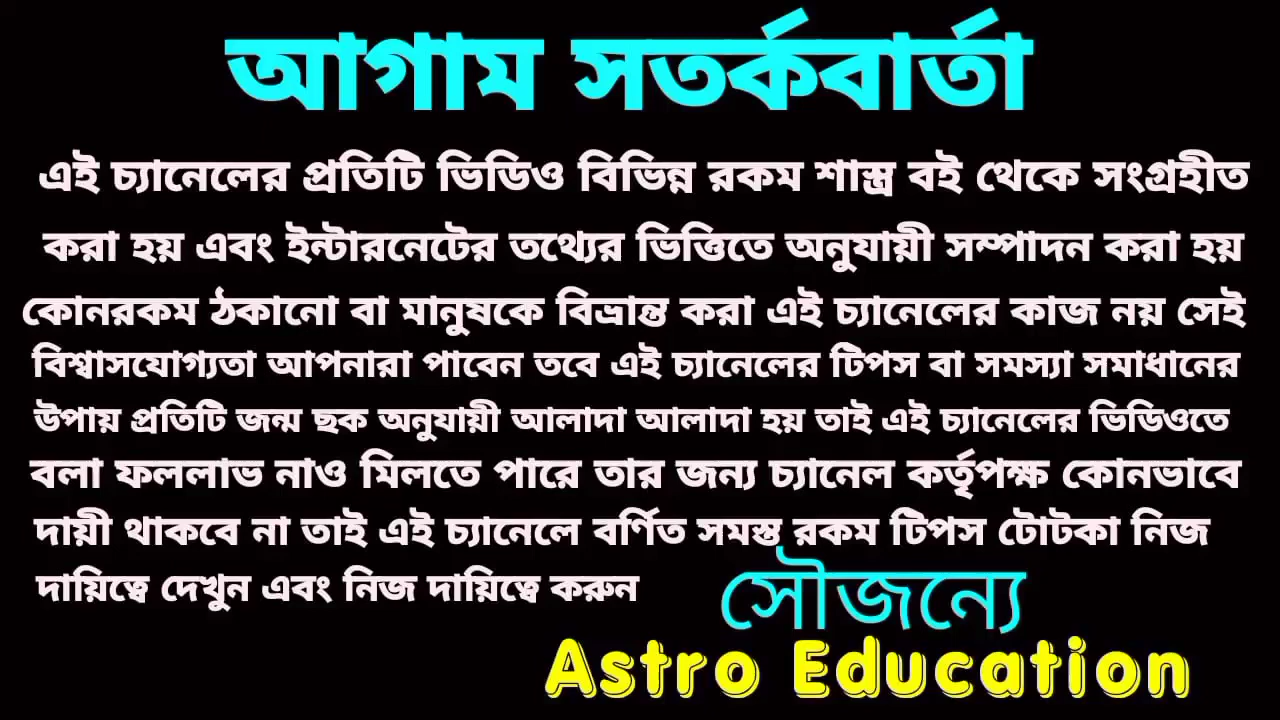 আগাম সতর্কবার্তা
এই চ্যানেলের প্রতিটি ভিডিও বিভিন্ন রকম শাস্ত্র বই থেকে সংগ্রহীত
করা হয় এবং ইন্টারনেটের তথ্যের ভিত্তিতে অনুযায়ী সম্পাদন করা হয়
কোনরকম ঠকানো বা মানুষকে বিভ্রান্ত করা এই চ্যানেলের কাজ নয় সেই
বিশ্বাসযোগ্যতা আপনারা পাবেন তবে এই চ্যানেলের টিপস বা সমস্যা সমাধানের
উপায় প্রতিটি জন্ম ছক অনুযায়ী আলাদা আলাদা হয় তাই এই চ্যানেলের ভিডিওতে
বলা ফললাভ নাও মিলতে পারে তার জন্য চ্যানেল কর্তৃপক্ষ কোনভাবে
দায়ী থাকবে না তাই এই চ্যানেলে বর্ণিত সমস্ত রকম টিপস টোটকা নিজ
দায়িত্বে দেখুন এবং নিজ দায়িত্বে করুন
সৌজন্যে
Astro Education